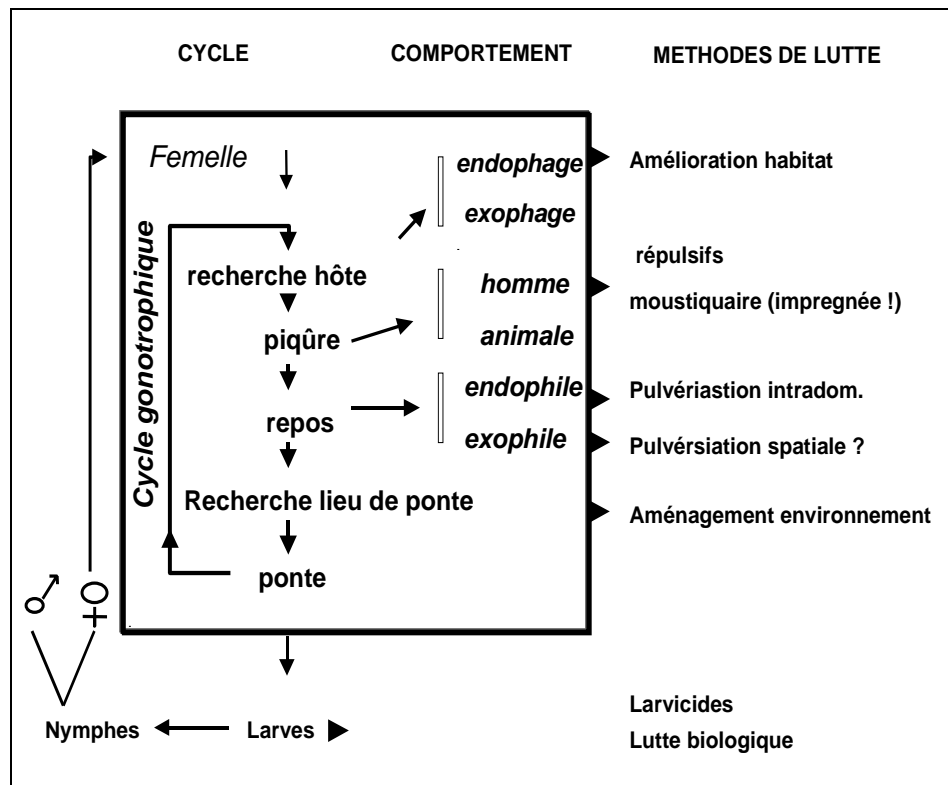 CYCLE COMPORTEMENT METHODES DE LUTTE
Femelle
endophage
Amélioration habitat
exophage
Cycle gonotrophique
recherche hôte
homme
répulsifs
moustiquaire (impregnée !)
piqûre
animale
endophile
Pulvériastion intradom.
repos
exophile
Pulvérsiation spatiale ?
Recherche lieu de ponte
Aménagement environnement
ponte
Larvicides
Nymphes
Larves
Lutte biologique